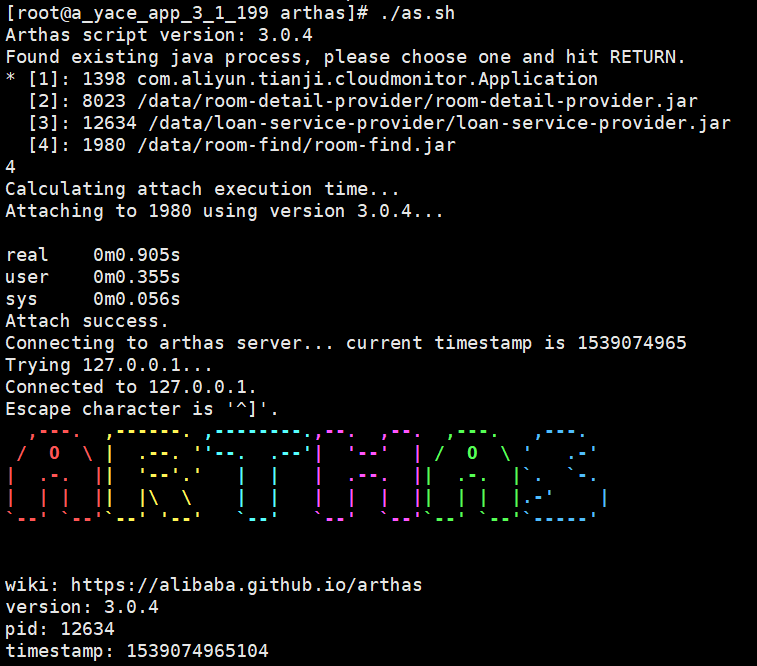 [root@a_yace_app_3_1_199 arthas]# ./as.sh
Arthas script version: 3.0.4
Found existing java process, please choose one and hit RETURN.
* [1]: 1398 com.aliyun.tianji.cloudmonitor.Application
  [2]: 8023 /data/room-detail-provider/room-detail-provider.jar
  [3]: 12634 /data/loan-service-provider/loan-service-provider.jar
  [4]: 1980 /data/room-find/room-find.jar
4
Calculating attach execution time...
Attaching to 1980 using version 3.0.4...
real    0m0.905s
user    0m0.355s
sys     0m0.056s
Attach success.
Connecting to arthas server... current timestamp is 1539074965
Trying 127.0.0.1...
Connected to 127.0.0.1.
Escape character is '^]'.
ARTHAS
wiki: https://alibaba.github.io/arthas
version: 3.0.4
pid: 12634
timestamp: 1539074965104